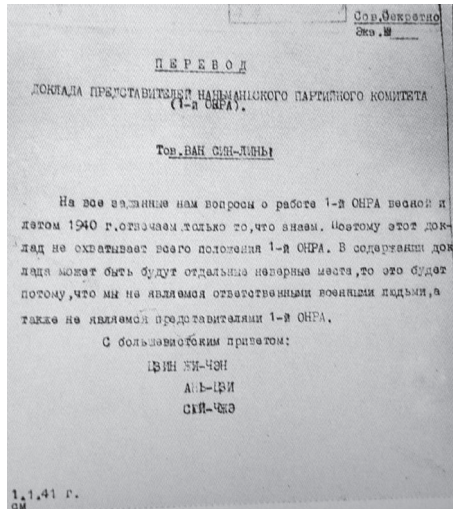 Сов.Секретно
Экз.№
П Е Р Е В О Д
ДОКЛАДА ПРЕДСТАВИТЕЛЕЙ НАНЬМАНЬСКОГО ПАРТИЙНОГО КОМИТЕТА
(1-й ОНРА).
Тов.ВАН СИН-ЛИНЬ!
На все заданные нам вопросы о работе 1-й ОНРА весной и
летом 1940 г.отвечаем только то,что знаем. Поэтому этот док-
лад не охватывает всего положения 1-й ОНРА. В содержании док
лада может быть будут отдельные неверные места,то это будет
потому,что мы не являемся ответственными военными людьми,а
также не являемся представителями 1-й ОНРА.
С большевистским приветом:
ЦЗИН ЖИ-ЧЭН
АНЬ-ЦЗИ
СЮЙ-ЧЖЭ
1.1.41 г.
см